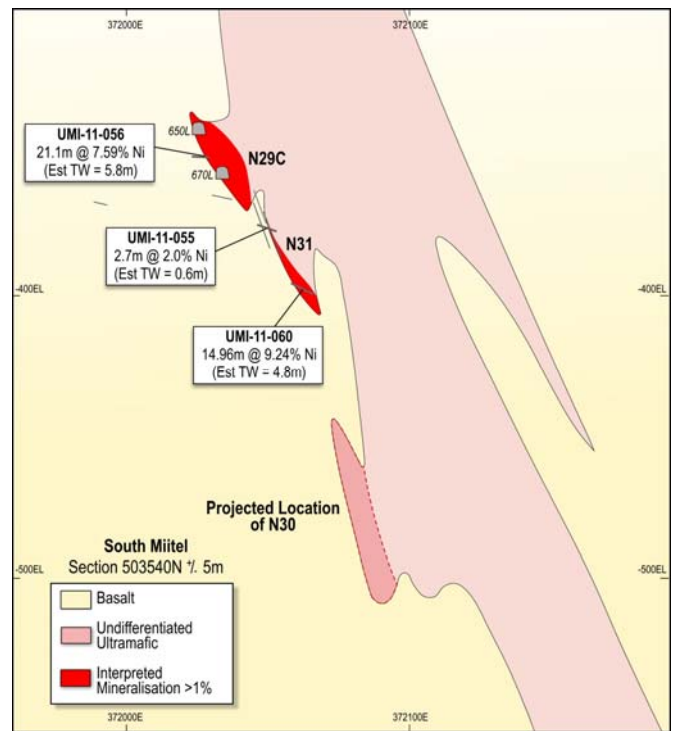 372000E
372100E
UMI-11-056
21.1m @ 7.59% Ni
(Est TW = 5.8m)
650L
N29C
670L
UMI-11-055
2.7m @ 2.0% Ni
(Est TW = 0.6m)
N31
-400EL
-400EL
UMI-11-060
14.96m @ 9.24% Ni
(Est TW = 4.8m)
Projected Location
of N30
South Miitel
Section 503540N +/. 5m
-500EL
-500EL
Basalt
Undifferentiated
Ultramafic
Interpreted
Mineralisation >1%
372000E
372100E